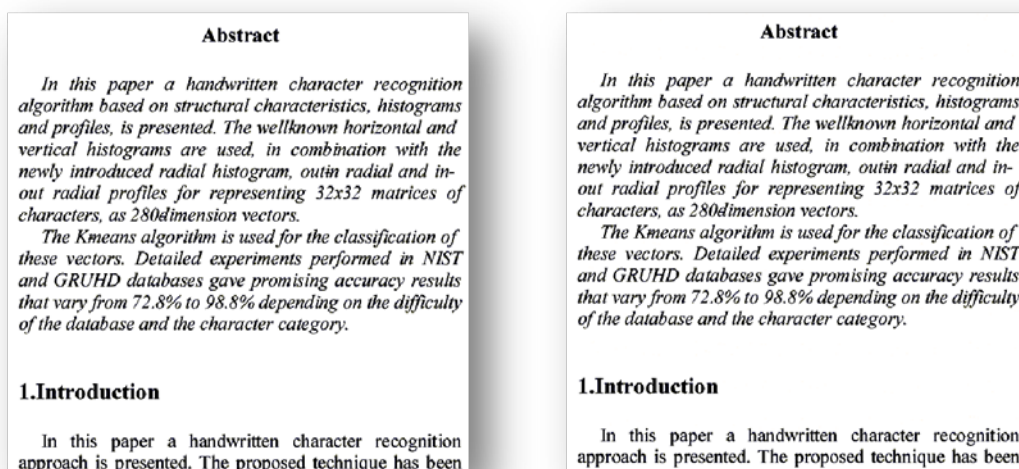 Abstract
In this paper a handwritten character recognition
algorithm based on structural characteristics, histograms
and profiles, is presented. The wellknown horizontal and
vertical histograms are used, in combination with the
newly introduced radial histogram, outin radial and in-
out radial profiles for representing 32x32 matrices of
characters, as 280dimension vectors.
The Kmeans algorithm is used for the classification of
these vectors. Detailed experiments performed in NIST
and GRUHD databases gave promising accuracy results
that vary from 72.8% to 98.8% depending on the difficulty
of the database and the character category.
1.Introduction
In this paper a handwritten character recognition
approach is presented. The proposed technique has been
Abstract
In this paper a handwritten character recognition
algorithm based on structural characteristics, histograms
and profiles, is presented. The wellknown horizontal and
vertical histograms are used, in combination with the
newly introduced radial histogram, outin radial and in-
out radial profiles for representing 32x32 matrices of
characters, as 280dimension vectors.
The Kmeans algorithm is used for the classification of
these vectors. Detailed experiments performed in NIST
and GRUHD databases gave promising accuracy results
that vary from 72.8% to 98.8% depending on the difficulty
of the database and the character category.
1.Introduction
In this paper a handwritten character recognition
approach is presented. The proposed technique has been